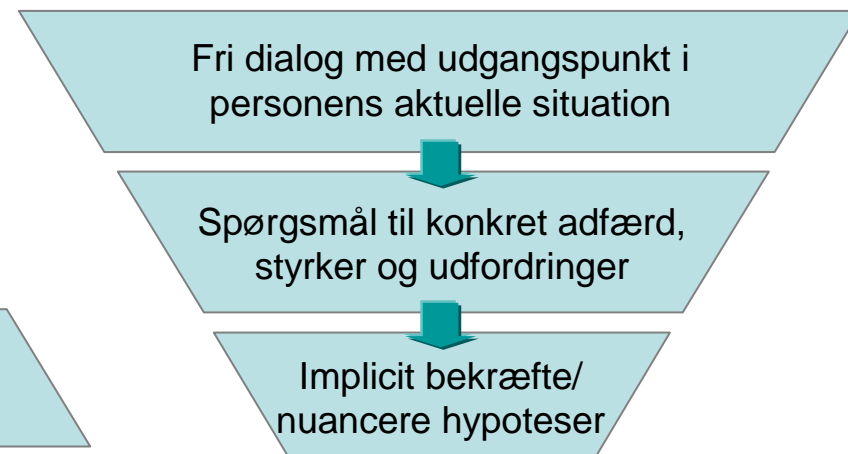 Fri dialog med udgangspunkt i
personens aktuelle situation
Spørgsmål til konkret adfærd,
styrker og udfordringer
Implicit bekræfte/
nuancere hypoteser